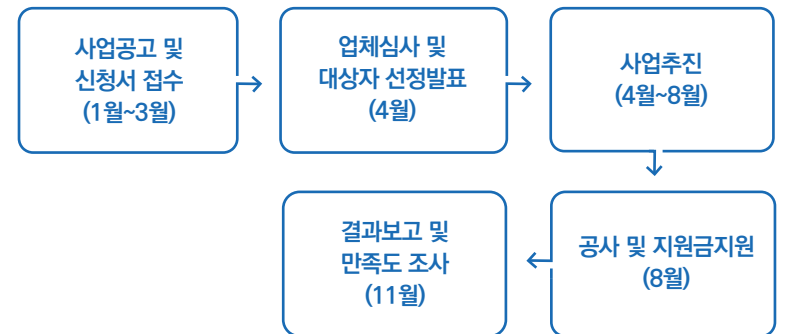 사업공고 및
신청서 접수
(1월~3월)
업체심사 및
대상자 선정발표
(4월)
사업추진
(4월~8월)
공사 및 지원금지원
(8월)
결과보고 및
만족도 조사
(11월)